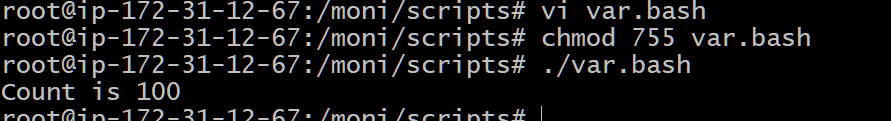 root@ip-172-31-12-67:/moni/scripts# vi var.bash
root@ip-172-31-12-67:/moni/scripts# chmod 755 var.bash
root@ip-172-31-12-67:/moni/scripts# ./var.bash
Count is 100
root@ip-172-31-12-67:/moni/scripts#